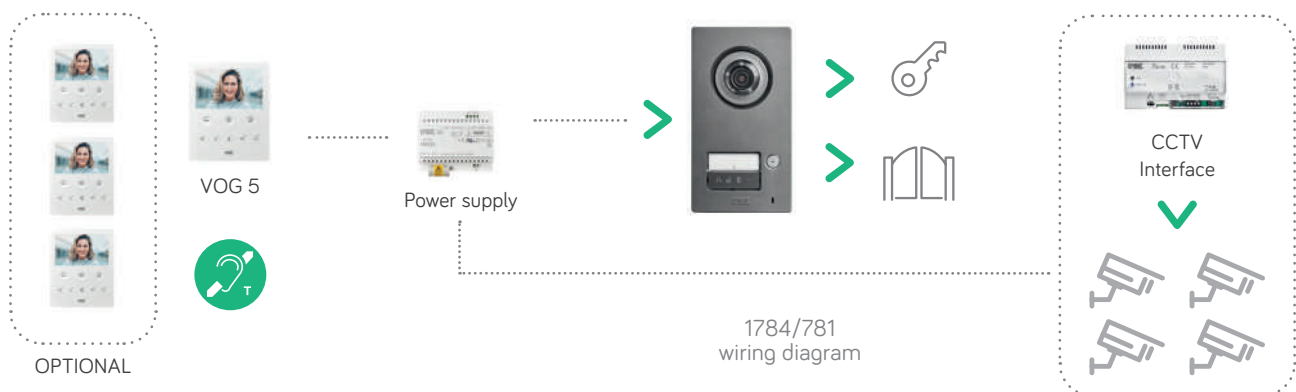 OPTIONAL
VOG 5
T
Power supply
1784/781
wiring diagram
CCTV
Interface